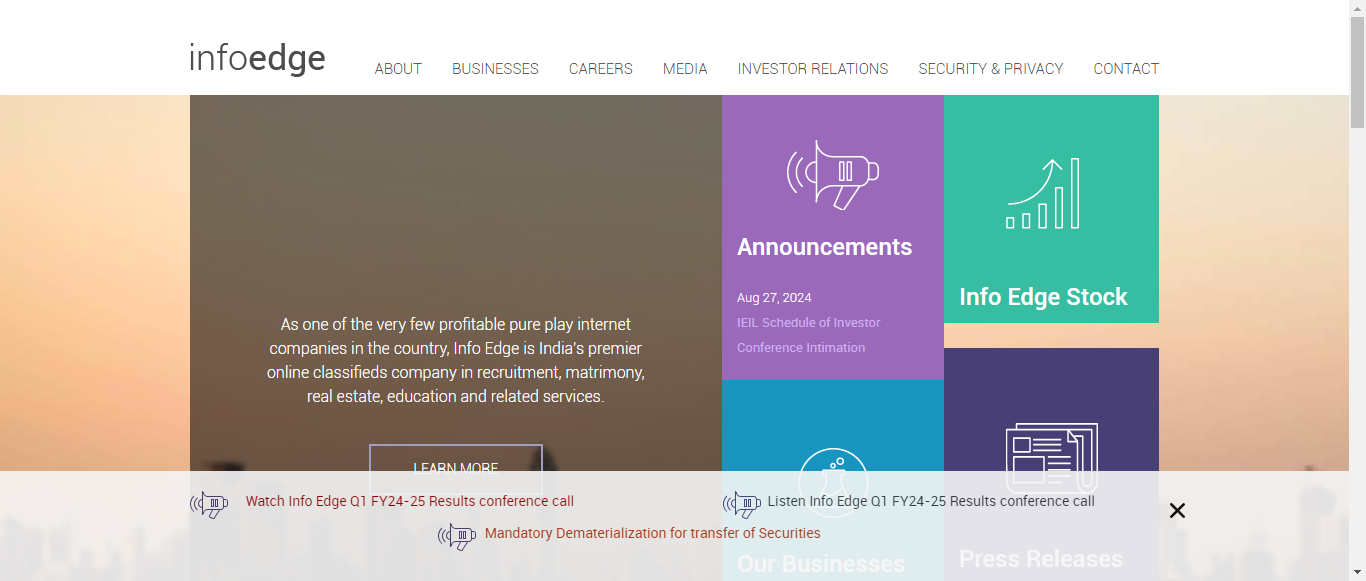 infoedge
ABOUT BUSINESSES CAREERS MEDIA INVESTOR RELATIONS SECURITY & PRIVACY CONTACT
As one of the very few profitable pure play internet
companies in the country, Info Edge is India's premier
online classifieds company in recruitment, matrimony,
real estate, education and related services.
LEARN MORE
Announcements
Aug 27, 2024
IEIL Schedule of Investor
Conference Intimation
Info Edge Stock
Our Businesses
Press Releases
Watch Info Edge Q1 FY24-25 Results conference call
Listen Info Edge Q1 FY24-25 Results conference call
Mandatory Dematerialization for transfer of Securities